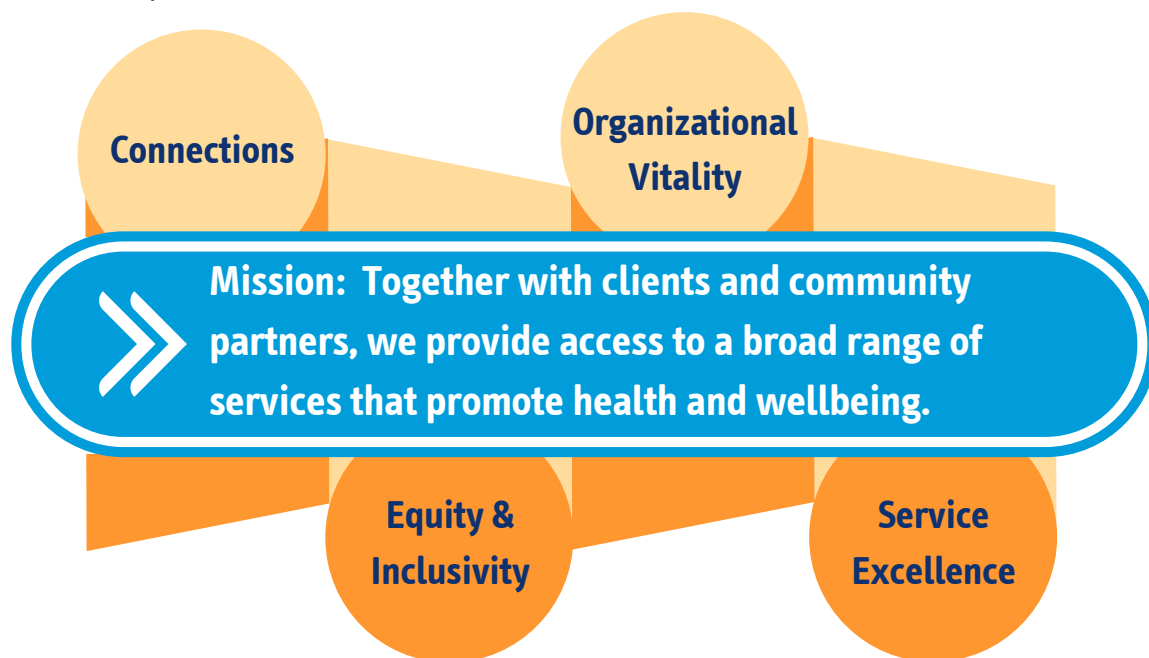 Connections
Organizational
Vitality
Mission:  Together with clients and community
partners, we provide access to a broad range of
services that promote health and wellbeing.
Equity &
Inclusivity
Service
Excellence